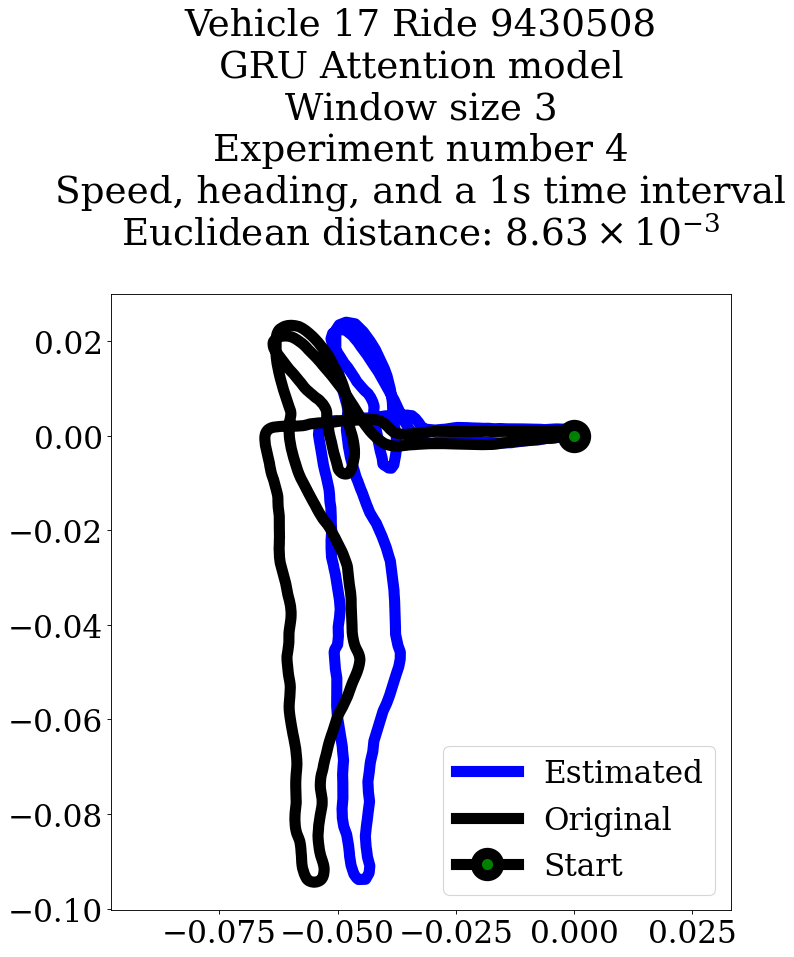 Vehicle 17 Ride 9430508
GRU Attention model
Window size 3
Experiment number 4
Speed, heading, and a 1s time interval
Euclidean distance: 8.63 × 10⁻³
0.02
0.00
−0.02
−0.04
−0.06
−0.08
−0.10
Estimated
Original
Start
−0.075 −0.050 −0.025 0.000 0.025